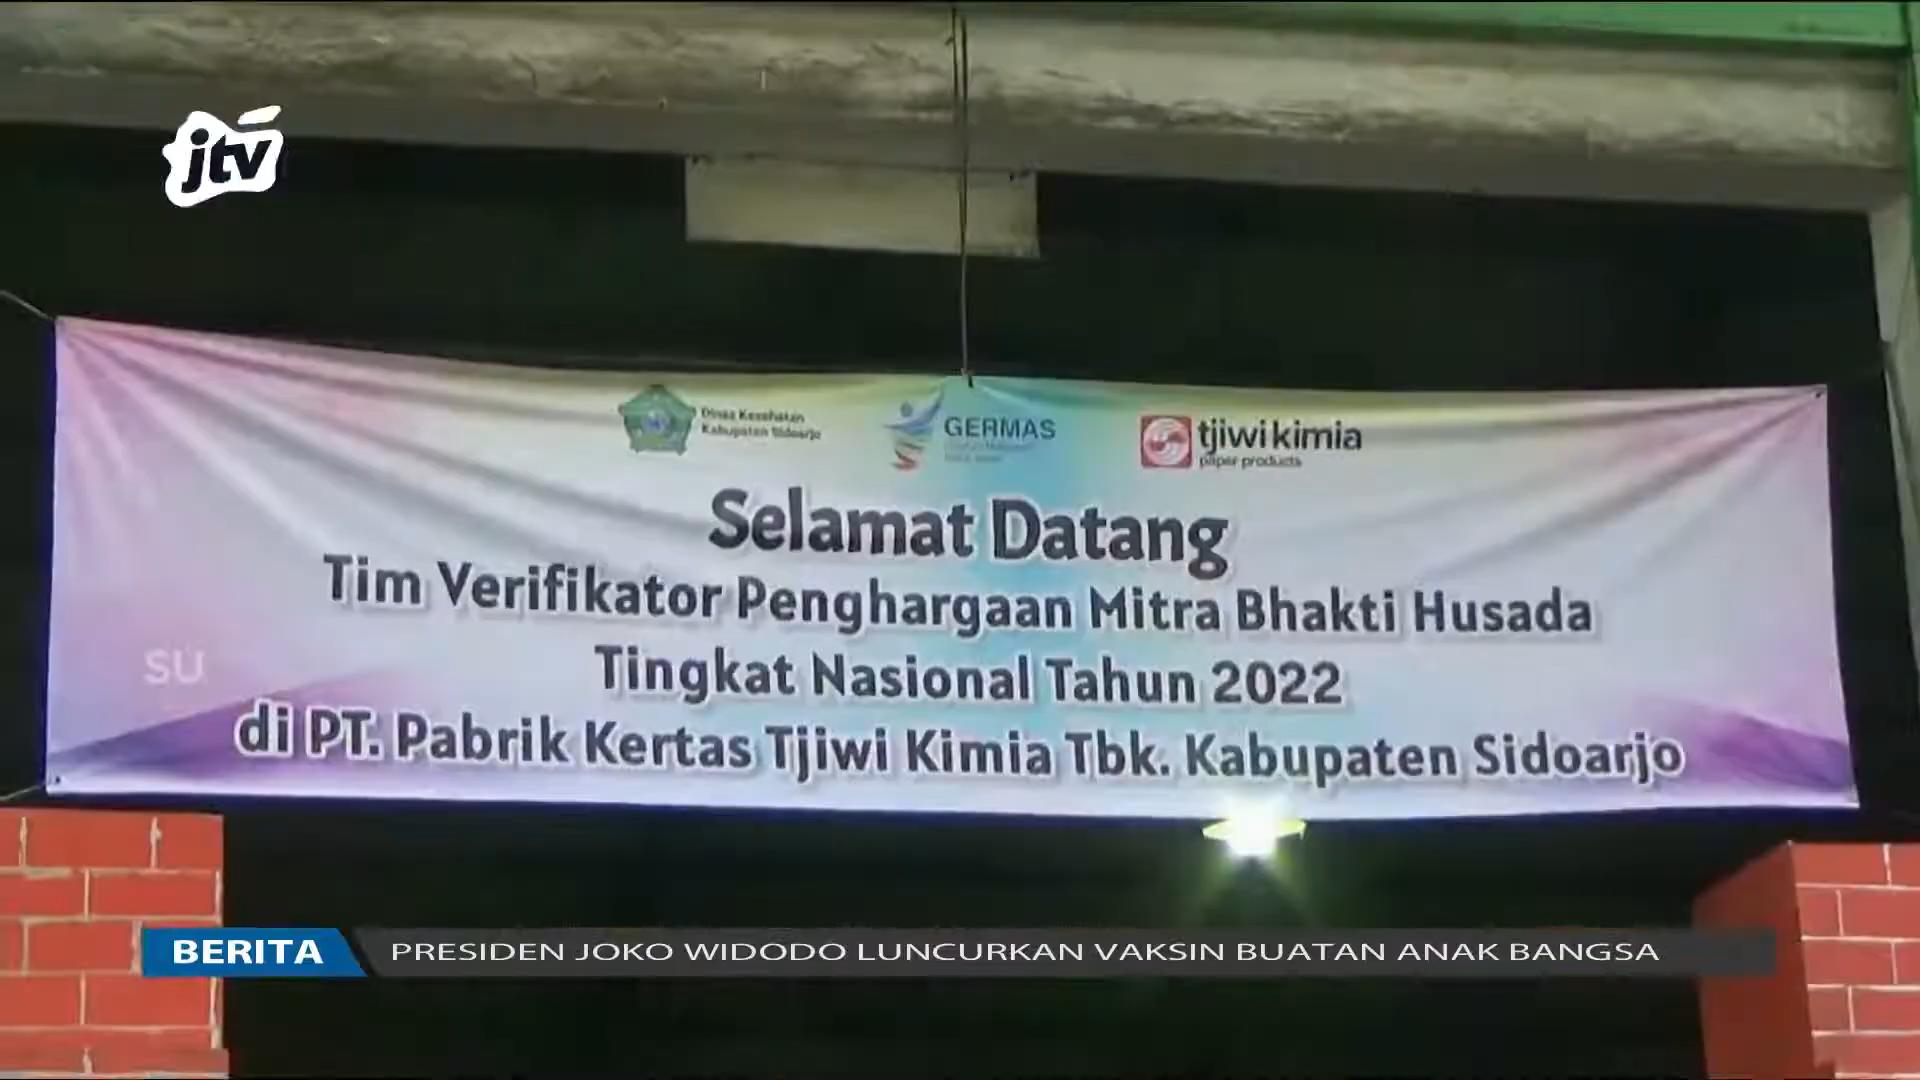 jtv
Dinas Kesehatan
Kabupaten Sidoarjo
GERMAS
tjiwi kimia
paper products
Selamat Datang
Tim Verifikator Penghargaan Mitra Bhakti Husada
Tingkat Nasional Tahun 2022
di PT. Pabrik Kertas Tjiwi Kimia Tbk. Kabupaten Sidoarjo
SU
BERITA
PRESIDEN JOKO WIDODO LUNCURKAN VAKSIN BUATAN ANAK BANGSA